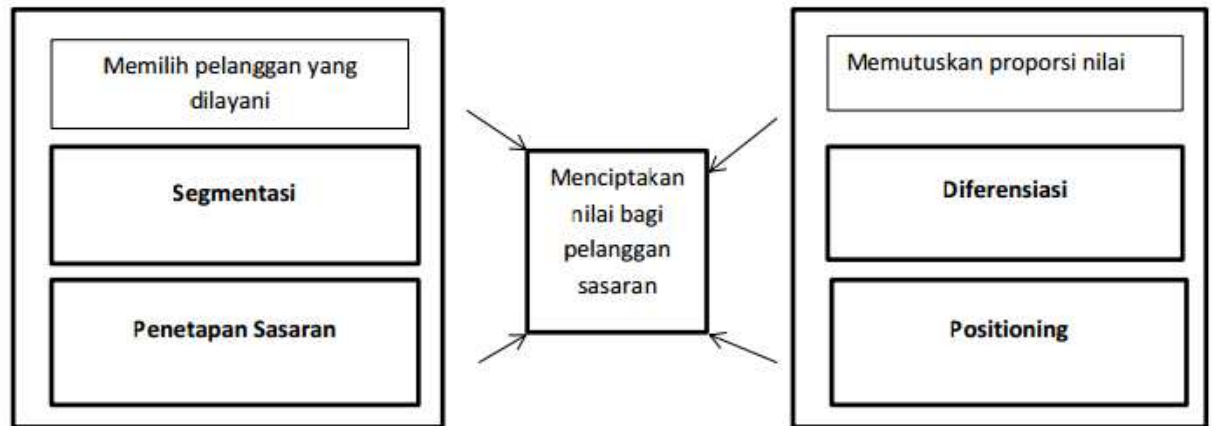 Memilih pelanggan yang
dilayani
Segmentasi
Penetapan Sasaran
Menciptakan
nilai bagi
pelanggan
sasaran
Memutuskan proporsi nilai
Diferensiasi
Positioning